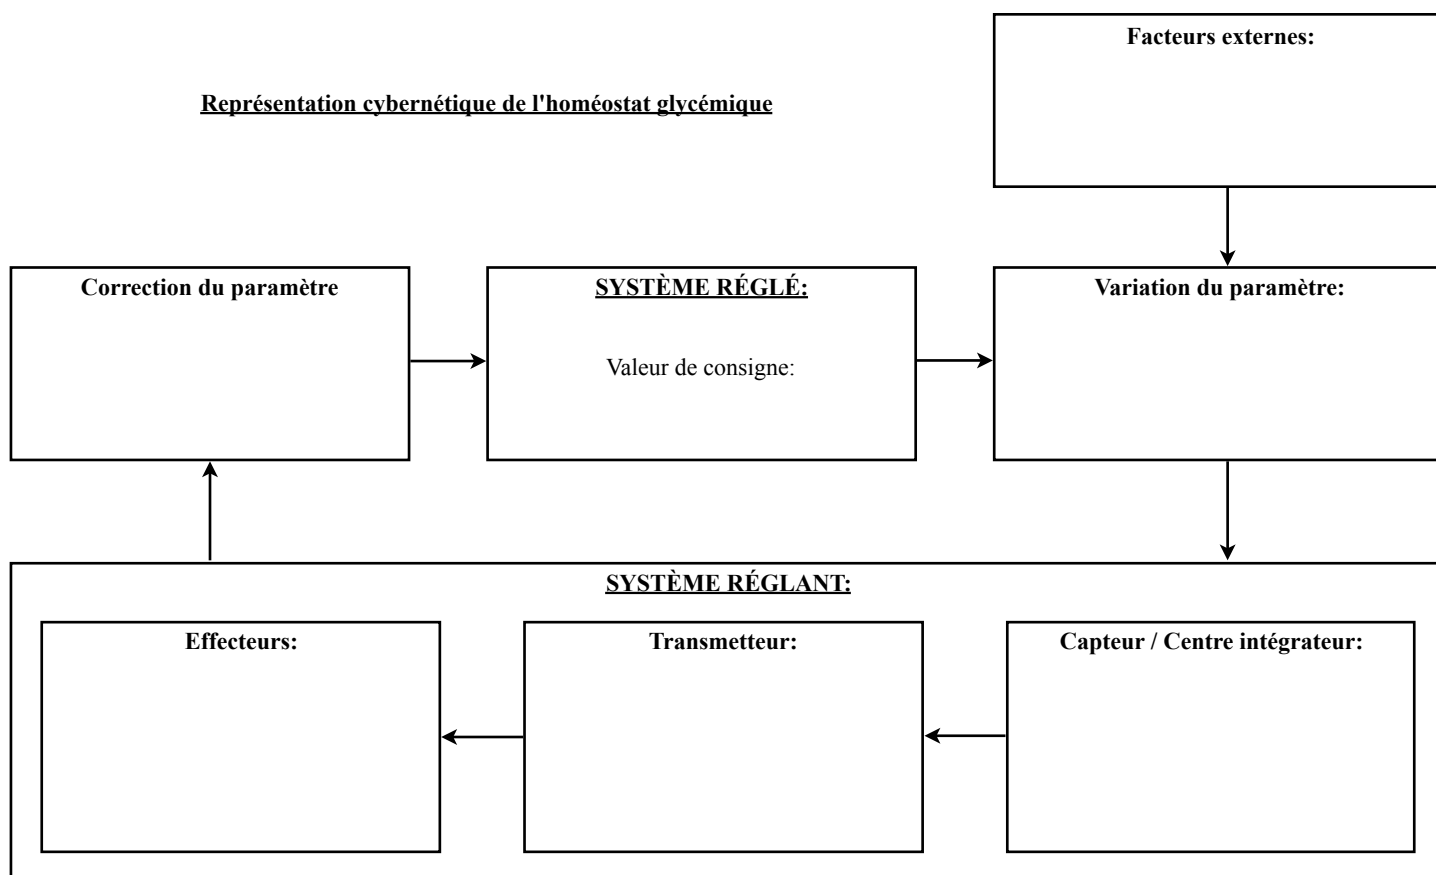 Facteurs externes:
Représentation cybernétique de l'homéostat glycémique
Correction du paramètre
SYSTÈME RÉGLÉ:
Valeur de consigne:
Variation du paramètre:
SYSTÈME RÉGLANT:
Effecteurs:
Transmetteur:
Capteur / Centre intégrateur: